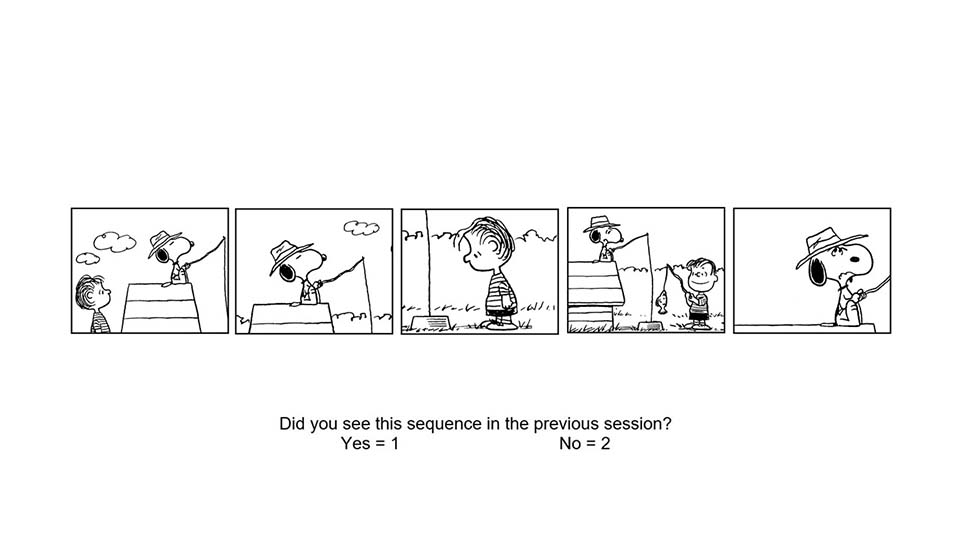 Did you see this sequence in the previous session?
Yes = 1 No = 2